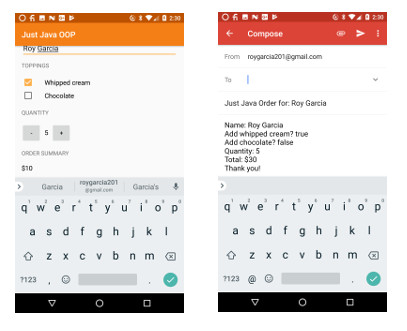 2:30
Just Java OOP
Roy Garcia
TOPPINGS
Whipped cream
Chocolate
QUANTITY
- 5 +
ORDER SUMMARY
$10
Garcia roygarcia201 Garcia's
@gmail.com
q w e r t y u i o p
a s d f g h j k l
z x c v b n m
?123 , .
2:30
Compose
From roygarcia201@gmail.com
To
Just Java Order for: Roy Garcia
Name: Roy Garcia
Add whipped cream? true
Add chocolate? false
Quantity: 5
Total: $30
Thank you!
q w e r t y u i o p
a s d f g h j k l
z x c v b n m
?123 @ .